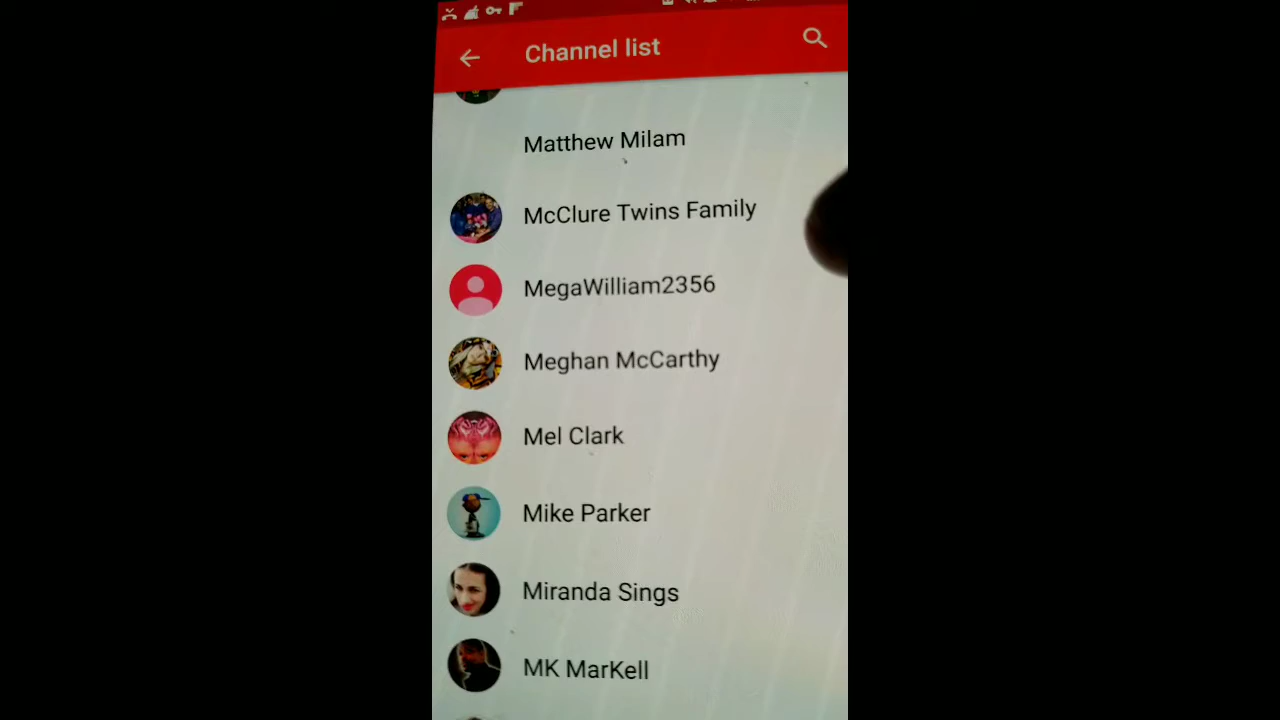 Channel list
Matthew Milam
McClure Twins Family
MegaWilliam2356
Meghan McCarthy
Mel Clark
Mike Parker
Miranda Sings
MK MarKell